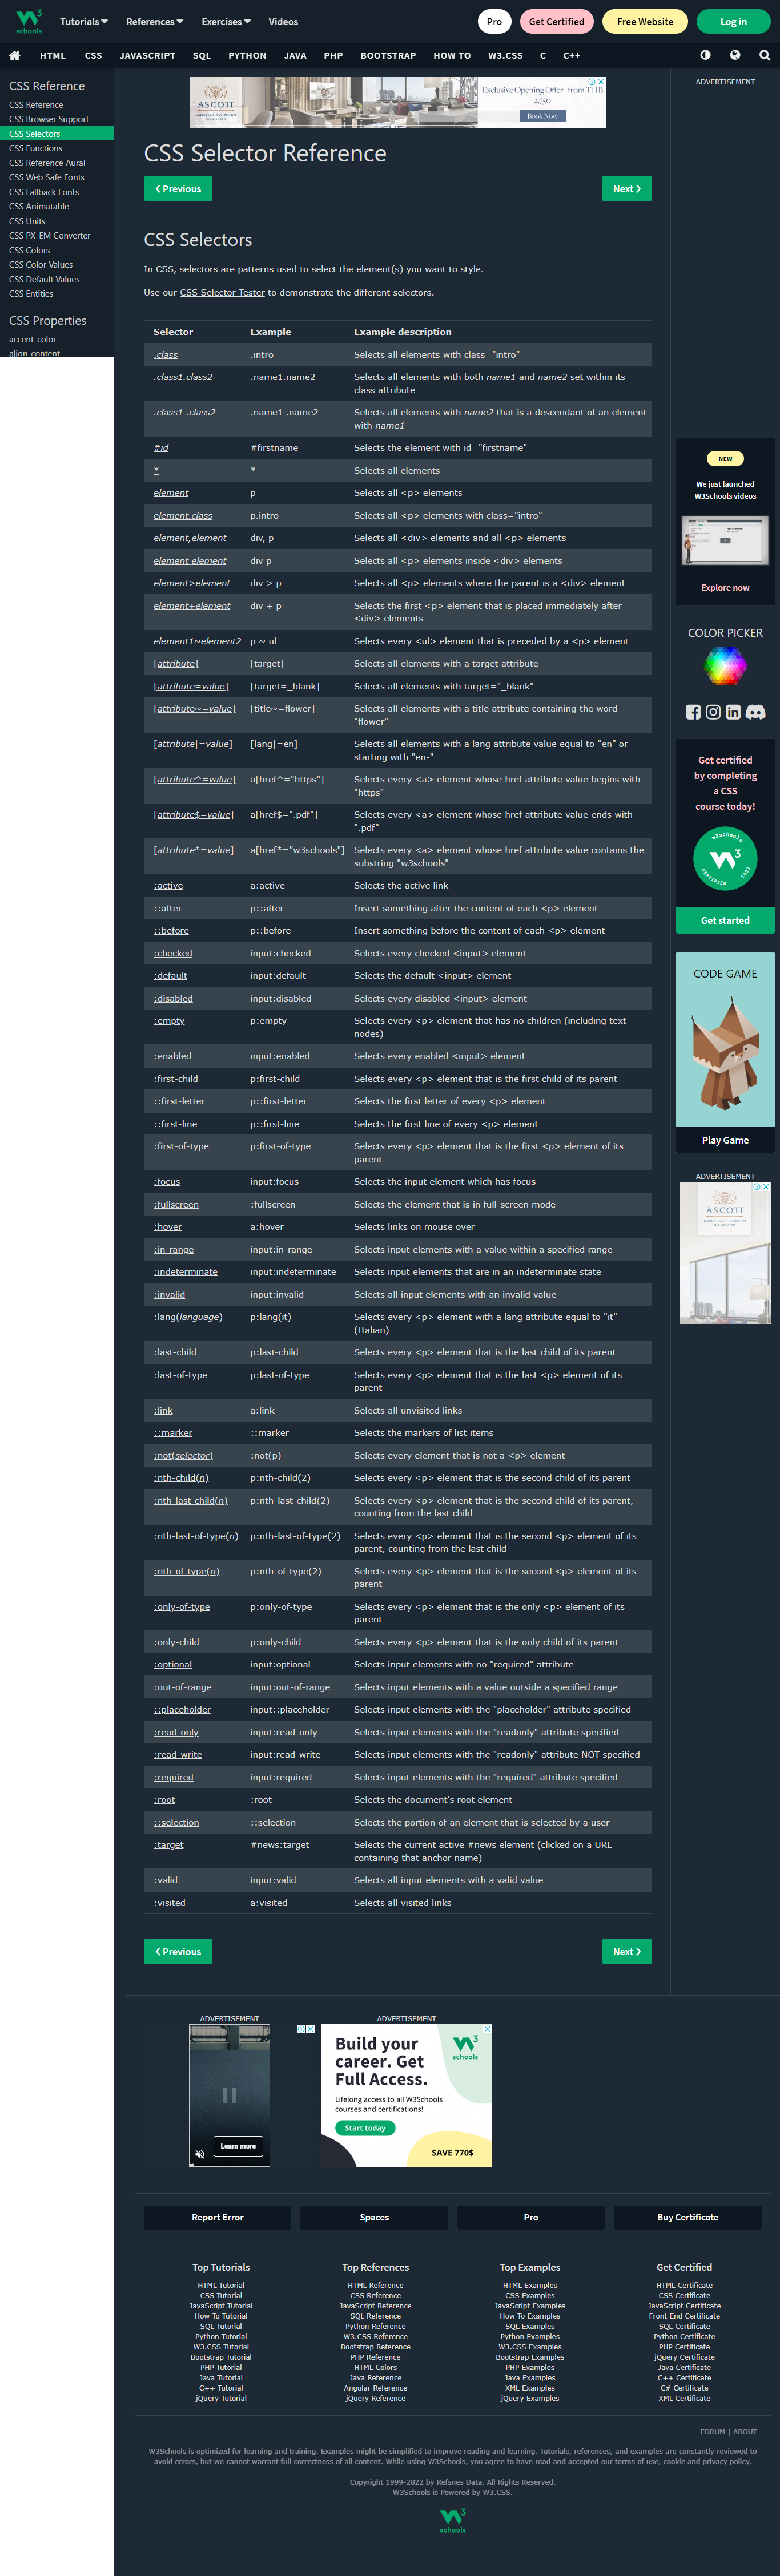 W3 schools
Tutorials References Exercises Videos Pro Get Certified Free Website Log in
HTML CSS JAVASCRIPT SQL PYTHON JAVA PHP BOOTSTRAP HOW TO W3.CSS C C++
CSS Reference
CSS Reference
CSS Browser Support
CSS Selectors
CSS Functions
CSS Reference Aural
CSS Web Safe Fonts
CSS Fallback Fonts
CSS Animatable
CSS Units
CSS PX-EM Converter
CSS Colors
CSS Color Values
CSS Default Values
CSS Entities
CSS Properties
accent-color
align-content
ASCOTT
EMBASSY SATHORN
BANGKOK
Exclusive Opening Offer from THB
2,750
Book Now
CSS Selector Reference
❮ Previous Next ❯
CSS Selectors
In CSS, selectors are patterns used to select the element(s) you want to style.
Use our CSS Selector Tester to demonstrate the different selectors.
Selector Example Example description
.class .intro Selects all elements with class="intro"
.class1.class2 .name1.name2 Selects all elements with both name1 and name2 set within its
class attribute
.class1 .class2 .name1 .name2 Selects all elements with name2 that is a descendant of an element
with name1
#id #firstname Selects the element with id="firstname"
* * Selects all elements
element p Selects all <p> elements
element.class p.intro Selects all <p> elements with class="intro"
element,element div, p Selects all <div> elements and all <p> elements
element element div p Selects all <p> elements inside <div> elements
element>element div > p Selects all <p> elements where the parent is a <div> element
element+element div + p Selects the first <p> element that is placed immediately after
<div> elements
element1~element2 p ~ ul Selects every <ul> element that is preceded by a <p> element
[attribute] [target] Selects all elements with a target attribute
[attribute=value] [target=_blank] Selects all elements with target="_blank"
[attribute~=value] [title~=flower] Selects all elements with a title attribute containing the word
"flower"
[attribute|=value] [lang|=en] Selects all elements with a lang attribute value equal to "en" or
starting with "en-"
[attribute^=value] a[href^="https"] Selects every <a> element whose href attribute value begins with
"https"
[attribute$=value] a[href$=".pdf"] Selects every <a> element whose href attribute value ends with
".pdf"
[attribute*=value] a[href*="w3schools"] Selects every <a> element whose href attribute value contains the
substring "w3schools"
:active a:active Selects the active link
::after p::after Insert something after the content of each <p> element
::before p::before Insert something before the content of each <p> element
:checked input:checked Selects every checked <input> element
:default input:default Selects the default <input> element
:disabled input:disabled Selects every disabled <input> element
:empty p:empty Selects every <p> element that has no children (including text
nodes)
:enabled input:enabled Selects every enabled <input> element
:first-child p:first-child Selects every <p> element that is the first child of its parent
::first-letter p::first-letter Selects the first letter of every <p> element
::first-line p::first-line Selects the first line of every <p> element
:first-of-type p:first-of-type Selects every <p> element that is the first <p> element of its
parent
:focus input:focus Selects the input element which has focus
:fullscreen :fullscreen Selects the element that is in full-screen mode
:hover a:hover Selects links on mouse over
:in-range input:in-range Selects input elements with a value within a specified range
:indeterminate input:indeterminate Selects input elements that are in an indeterminate state
:invalid input:invalid Selects all input elements with an invalid value
:lang(language) p:lang(it) Selects every <p> element with a lang attribute equal to "it"
(Italian)
:last-child p:last-child Selects every <p> element that is the last child of its parent
:last-of-type p:last-of-type Selects every <p> element that is the last <p> element of its
parent
:link a:link Selects all unvisited links
::marker ::marker Selects the markers of list items
:not(selector) :not(p) Selects every element that is not a <p> element
:nth-child(n) p:nth-child(2) Selects every <p> element that is the second child of its parent
:nth-last-child(n) p:nth-last-child(2) Selects every <p> element that is the second child of its parent,
counting from the last child
:nth-last-of-type(n) p:nth-last-of-type(2) Selects every <p> element that is the second <p> element of its
parent, counting from the last child
:nth-of-type(n) p:nth-of-type(2) Selects every <p> element that is the second <p> element of its
parent
:only-of-type p:only-of-type Selects every <p> element that is the only <p> element of its
parent
:only-child p:only-child Selects every <p> element that is the only child of its parent
:optional input:optional Selects input elements with no "required" attribute
:out-of-range input:out-of-range Selects input elements with a value outside a specified range
::placeholder input::placeholder Selects input elements with the "placeholder" attribute specified
:read-only input:read-only Selects input elements with the "readonly" attribute specified
:read-write input:read-write Selects input elements with the "readonly" attribute NOT specified
:required input:required Selects input elements with the "required" attribute specified
:root :root Selects the document's root element
::selection ::selection Selects the portion of an element that is selected by a user
:target #news:target Selects the current active #news element (clicked on a URL
containing that anchor name)
:valid input:valid Selects all input elements with a valid value
:visited a:visited Selects all visited links
❮ Previous Next ❯
ADVERTISEMENT
NEW
We just launched
W3Schools videos
Explore now
COLOR PICKER
Get certified
by completing
a CSS
course today!
w3schools
W3
CERTIFIED . 2022
Get started
CODE GAME
Play Game
ADVERTISEMENT
ASCOTT
EMBASSY SATHORN
BANGKOK
ADVERTISEMENT ADVERTISEMENT
Learn more
Build your
career. Get
Full Access.
W3 schools
Lifelong access to all W3Schools
courses and certifications!
Start today
SAVE 770$
Report Error Spaces Pro Buy Certificate
Top Tutorials Top References Top Examples Get Certified
HTML Tutorial HTML Reference HTML Examples HTML Certificate
CSS Tutorial CSS Reference CSS Examples CSS Certificate
JavaScript Tutorial JavaScript Reference JavaScript Examples JavaScript Certificate
How To Tutorial SQL Reference How To Examples Front End Certificate
SQL Tutorial Python Reference SQL Examples SQL Certificate
Python Tutorial W3.CSS Reference Python Examples Python Certificate
W3.CSS Tutorial Bootstrap Reference W3.CSS Examples PHP Certificate
Bootstrap Tutorial PHP Reference Bootstrap Examples jQuery Certificate
PHP Tutorial HTML Colors PHP Examples Java Certificate
Java Tutorial Java Reference Java Examples C++ Certificate
C++ Tutorial Angular Reference XML Examples C# Certificate
jQuery Tutorial jQuery Reference jQuery Examples XML Certificate
FORUM | ABOUT
W3Schools is optimized for learning and training. Examples might be simplified to improve reading and learning. Tutorials, references, and examples are constantly reviewed to
avoid errors, but we cannot warrant full correctness of all content. While using W3Schools, you agree to have read and accepted our terms of use, cookie and privacy policy.
Copyright 1999-2022 by Refsnes Data. All Rights Reserved.
W3Schools is Powered by W3.CSS.
W3 schools